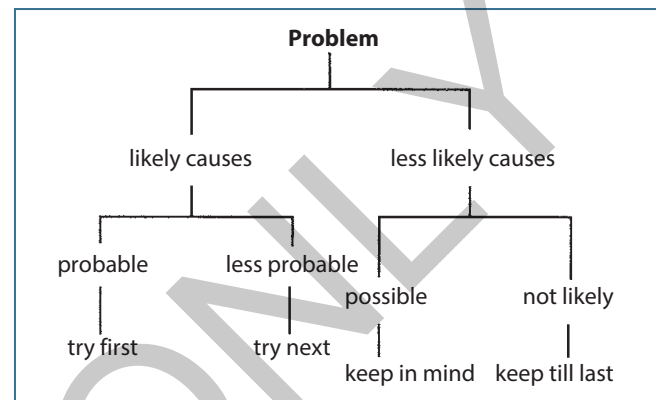 Problem
likely causes
less likely causes
probable
less probable
possible
not likely
try first
try next
keep in mind
keep till last
ONLY